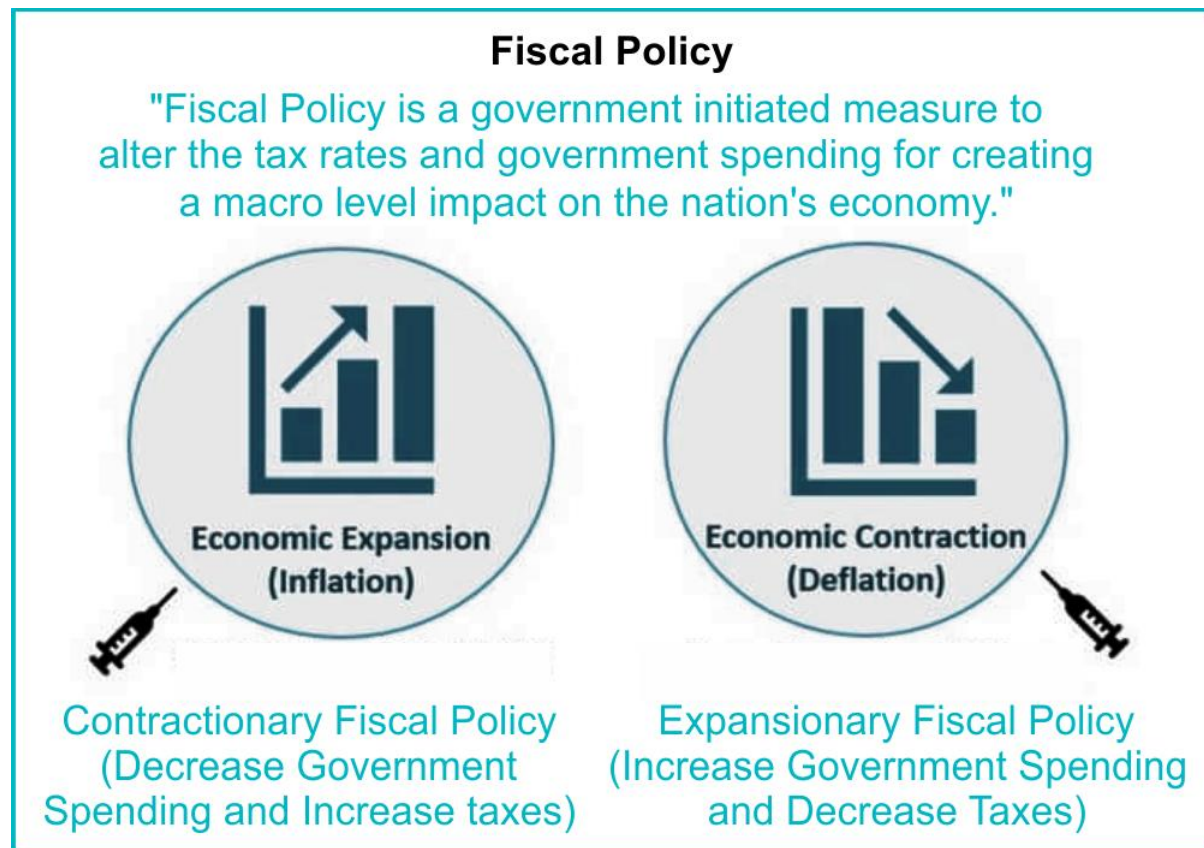 Fiscal Policy
"Fiscal Policy is a government initiated measure to
alter the tax rates and government spending for creating
a macro level impact on the nation's economy."
Economic Expansion
(Inflation)
Economic Contraction
(Deflation)
Contractionary Fiscal Policy
(Decrease Government
Spending and Increase taxes)
Expansionary Fiscal Policy
(Increase Government Spending
and Decrease Taxes)